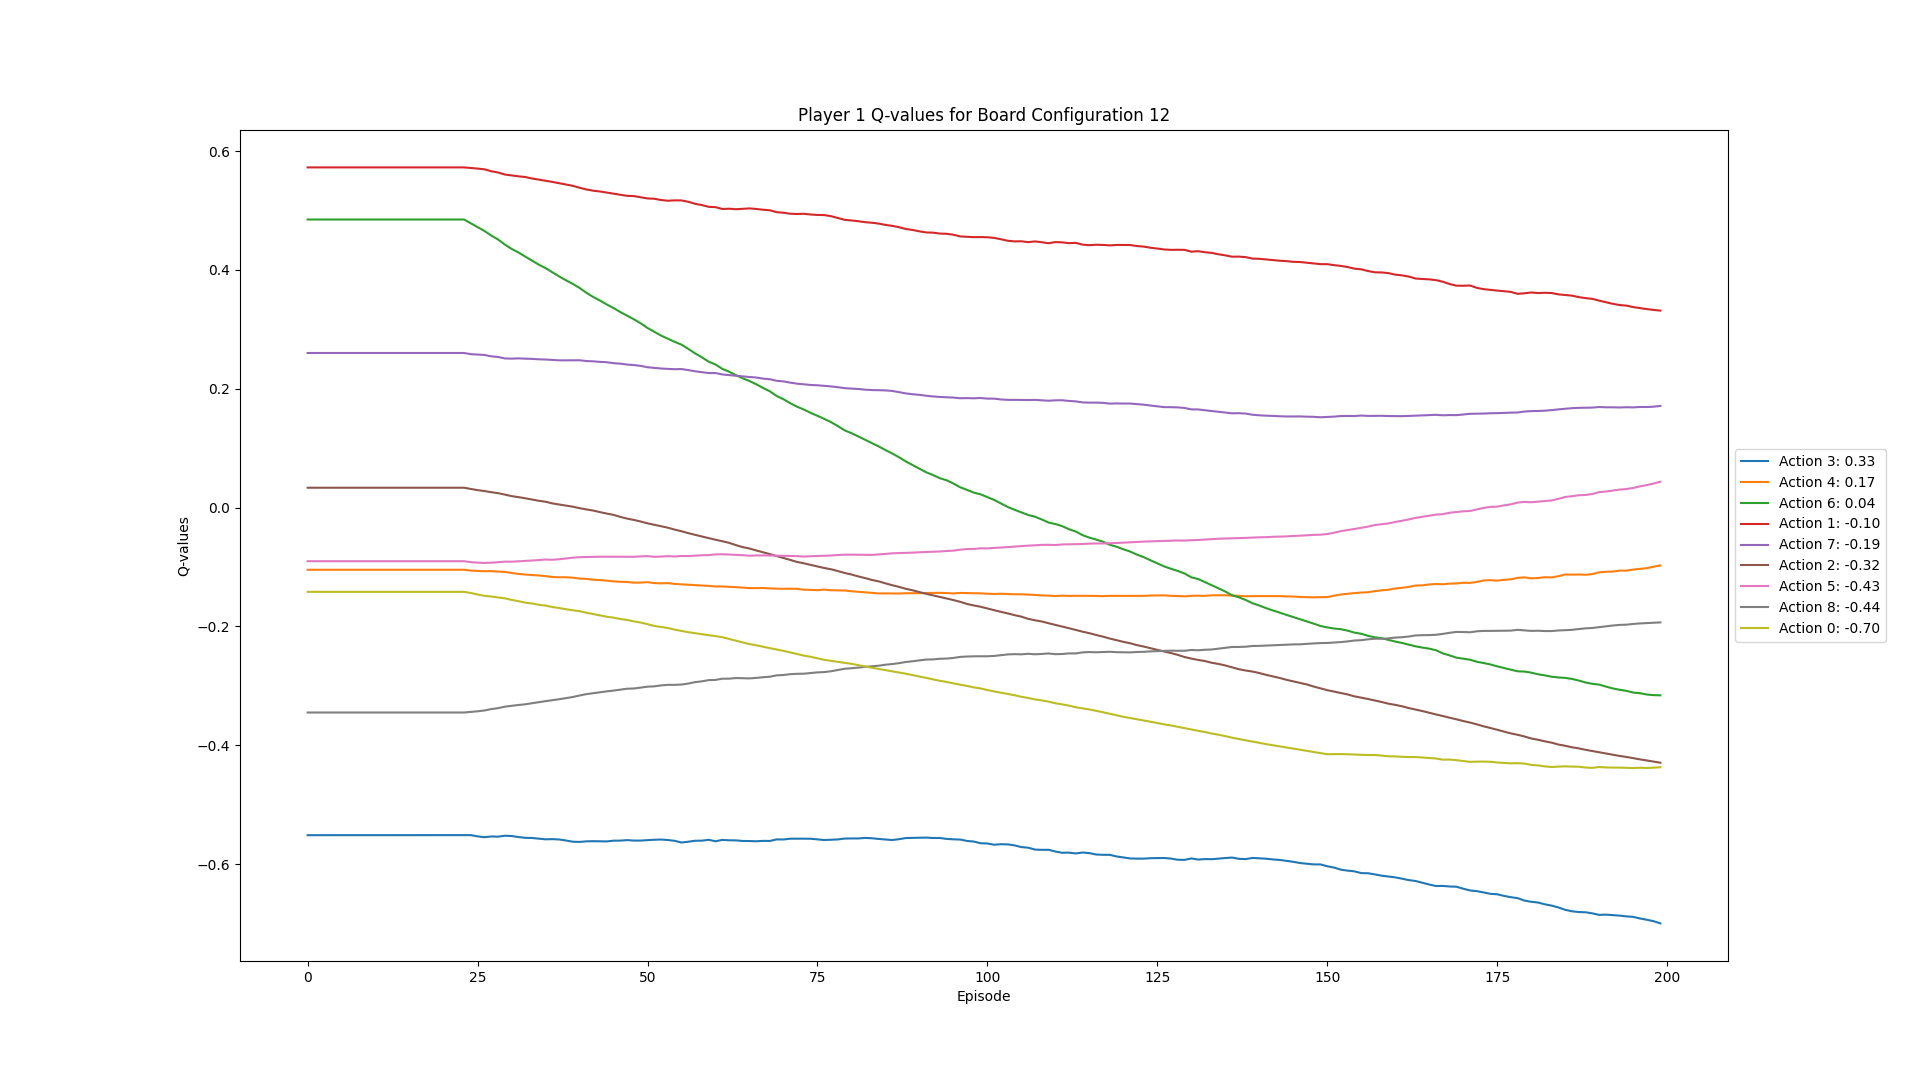 Player 1 Q-values for Board Configuration 12
0.6
0.4
0.2
0.0
−0.2
−0.4
−0.6
Q-values
0 25 50 75 100 125 150 175 200
Episode
Action 3: 0.33
Action 4: 0.17
Action 6: 0.04
Action 1: -0.10
Action 7: -0.19
Action 2: -0.32
Action 5: -0.43
Action 8: -0.44
Action 0: -0.70